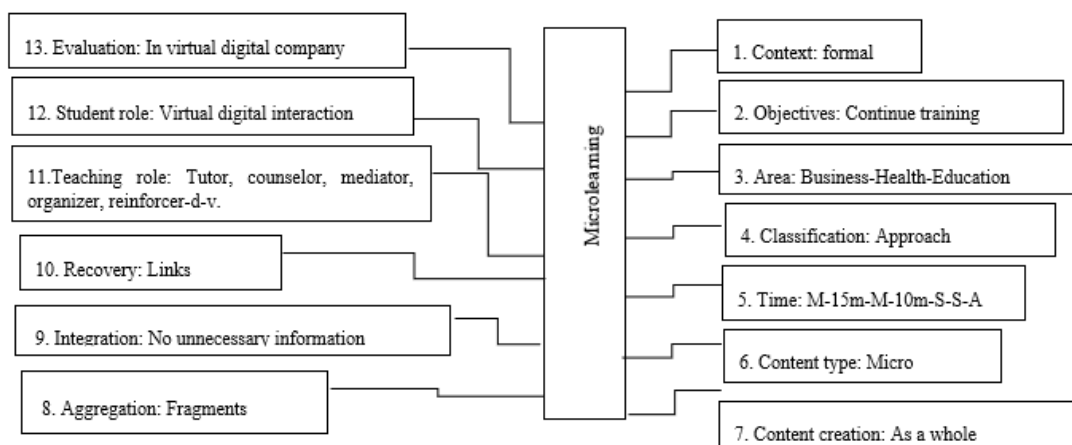 13. Evaluation: In virtual digital company
12. Student role: Virtual digital interaction
11.Teaching role: Tutor, counselor, mediator,
organizer, reinforcer-d-v.
10. Recovery: Links
9. Integration: No unnecessary information
8. Aggregation: Fragments
Microlearning
1. Context: formal
2. Objectives: Continue training
3. Area: Business-Health-Education
4. Classification: Approach
5. Time: M-15m-M-10m-S-S-A
6. Content type: Micro
7. Content creation: As a whole